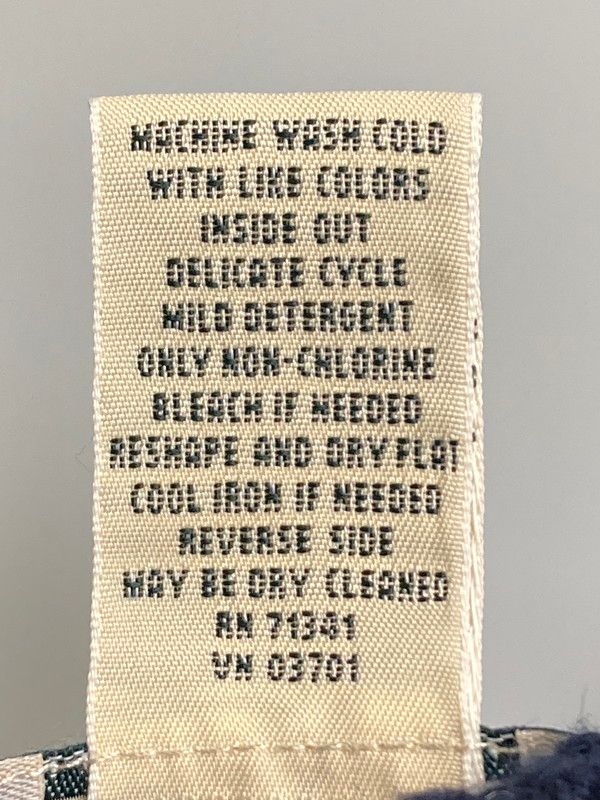 MACHINE WASH COLD
WITH LIKE COLORS
INSIDE OUT
DELICATE CYCLE
MILD DETERGENT
ONLY NON-CHLORINE
BLEACH IF NEEDED
RESHAPE AND DRY FLAT
COOL IRON IF NEEDED
REVERSE SIDE
MAY BE DRY CLEANED
RN 71341
VN 03701